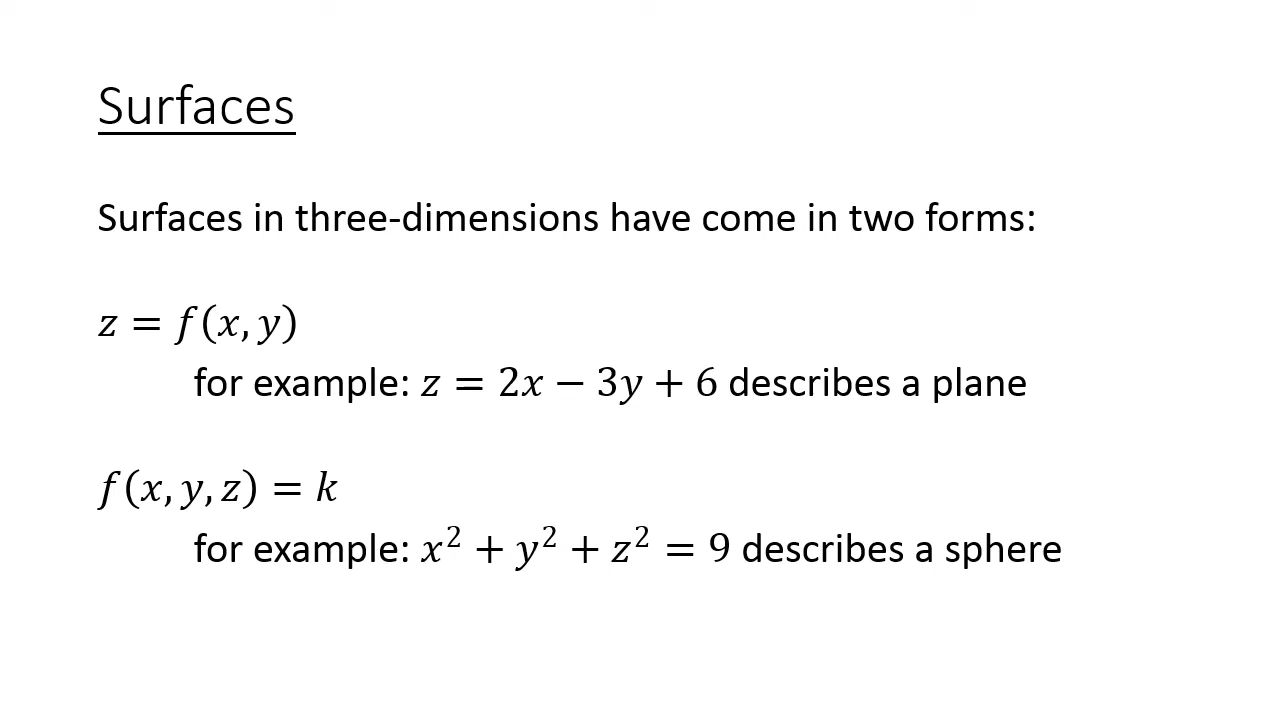 Surfaces
Surfaces in three-dimensions have come in two forms:
𝑧 = 𝑓(𝑥, 𝑦)
for example: 𝑧 = 2𝑥 − 3𝑦 + 6 describes a plane
𝑓(𝑥, 𝑦, 𝑧) = 𝑘
for example: 𝑥² + 𝑦² + 𝑧² = 9 describes a sphere